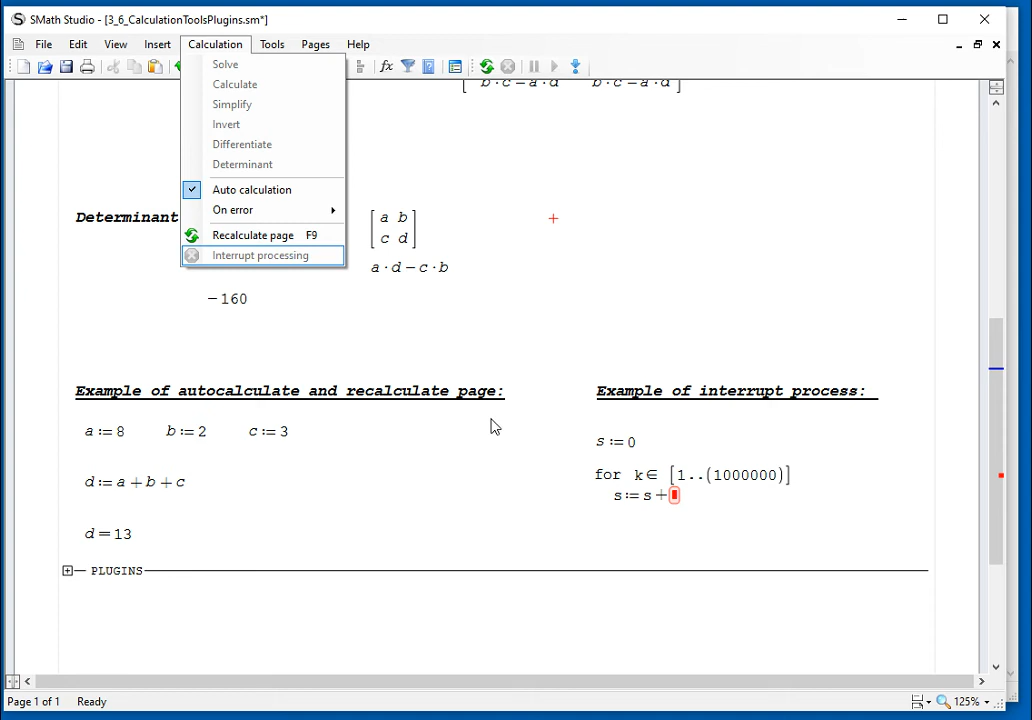 SMath Studio - [3_6_CalculationToolsPlugins.sm*]
File Edit View Insert Calculation Tools Pages Help
Solve
Calculate
Simplify
Invert
Differentiate
Determinant
Auto calculation
On error
Recalculate page F9
Interrupt processing
b·c−a·d b·c−a·d
Determinant
a b
c d
a·d−c·b
−160
Example of autocalculate and recalculate page:
a:=8 b:=2 c:=3
d:=a+b+c
d=13
Example of interrupt process:
s:=0
for k∈[1..(1000000)]
s:=s+
PLUGINS
Page 1 of 1 Ready 125%